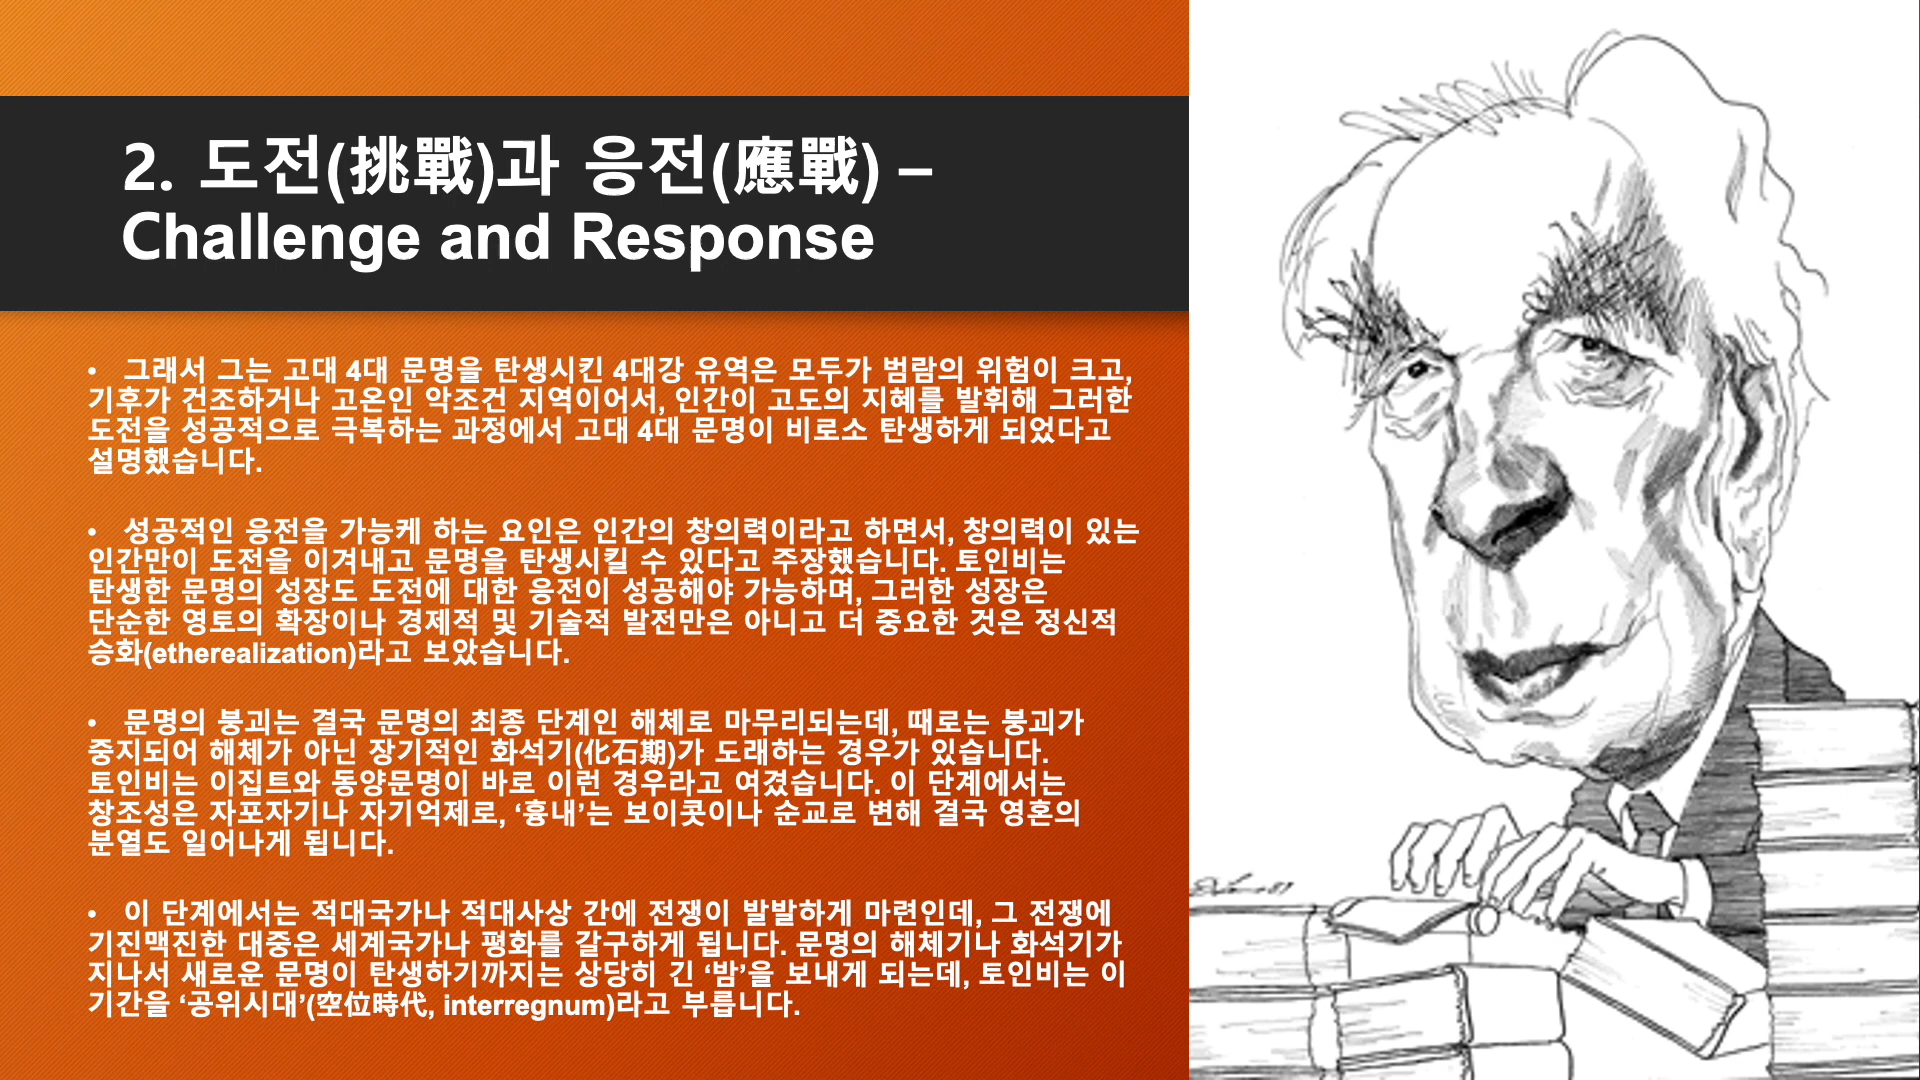 2. 도전(挑戰)과 응전(應戰) –
Challenge and Response
• 그래서 그는 고대 4대 문명을 탄생시킨 4대강 유역은 모두가 범람의 위험이 크고,
기후가 건조하거나 고온인 악조건 지역이어서, 인간이 고도의 지혜를 발휘해 그러한
도전을 성공적으로 극복하는 과정에서 고대 4대 문명이 비로소 탄생하게 되었다고
설명했습니다.
• 성공적인 응전을 가능케 하는 요인은 인간의 창의력이라고 하면서, 창의력이 있는
인간만이 도전을 이겨내고 문명을 탄생시킬 수 있다고 주장했습니다. 토인비는
탄생한 문명의 성장도 도전에 대한 응전이 성공해야 가능하며, 그러한 성장은
단순한 영토의 확장이나 경제적 및 기술적 발전만은 아니고 더 중요한 것은 정신적
승화(etherealization)라고 보았습니다.
• 문명의 붕괴는 결국 문명의 최종 단계인 해체로 마무리되는데, 때로는 붕괴가
중지되어 해체가 아닌 장기적인 화석기(化石期)가 도래하는 경우가 있습니다.
토인비는 이집트와 동양문명이 바로 이런 경우라고 여겼습니다. 이 단계에서는
창조성은 자포자기나 자기억제로, ‘흉내’는 보이콧이나 순교로 변해 결국 영혼의
분열도 일어나게 됩니다.
• 이 단계에서는 적대국가나 적대사상 간에 전쟁이 발발하게 마련인데, 그 전쟁에
기진맥진한 대중은 세계국가나 평화를 갈구하게 됩니다. 문명의 해체기나 화석기가
지나서 새로운 문명이 탄생하기까지는 상당히 긴 ‘밤’을 보내게 되는데, 토인비는 이
기간을 ‘공위시대’(空位時代, interregnum)라고 부릅니다.